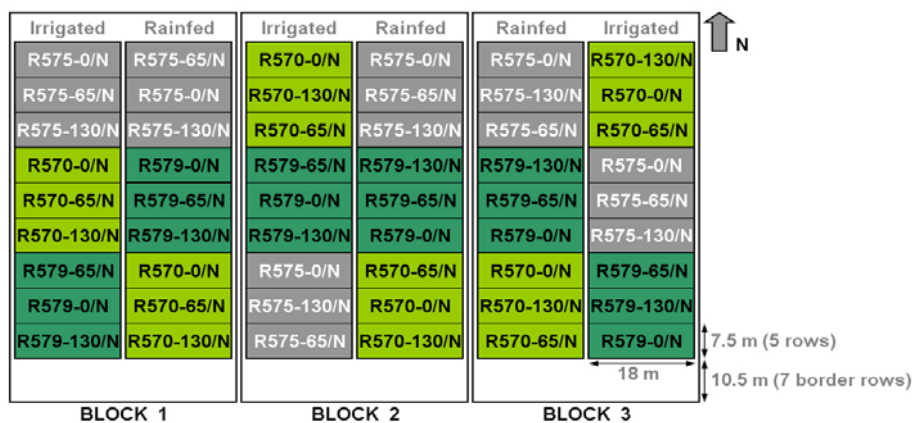 Irrigated Rainfed Irrigated Rainfed Rainfed Irrigated
N
R575-0/N R575-65/N R570-0/N R575-0/N R575-0/N R570-130/N
R575-65/N R575-0/N R570-130/N R575-65/N R575-130/N R570-0/N
R575-130/N R575-130/N R570-65/N R575-130/N R575-65/N R570-65/N
R570-0/N R579-0/N R579-65/N R579-130/N R579-130/N R575-0/N
R570-65/N R579-65/N R579-0/N R579-65/N R579-65/N R575-65/N
R570-130/N R579-130/N R579-130/N R579-0/N R579-0/N R575-130/N
R579-65/N R570-0/N R575-0/N R570-65/N R570-0/N R579-65/N
R579-0/N R570-65/N R575-130/N R570-0/N R570-130/N R579-130/N
R579-130/N R570-130/N R575-65/N R570-130/N R570-65/N R579-0/N
7.5 m (5 rows)
18 m
10.5 m (7 border rows)
BLOCK 1 BLOCK 2 BLOCK 3